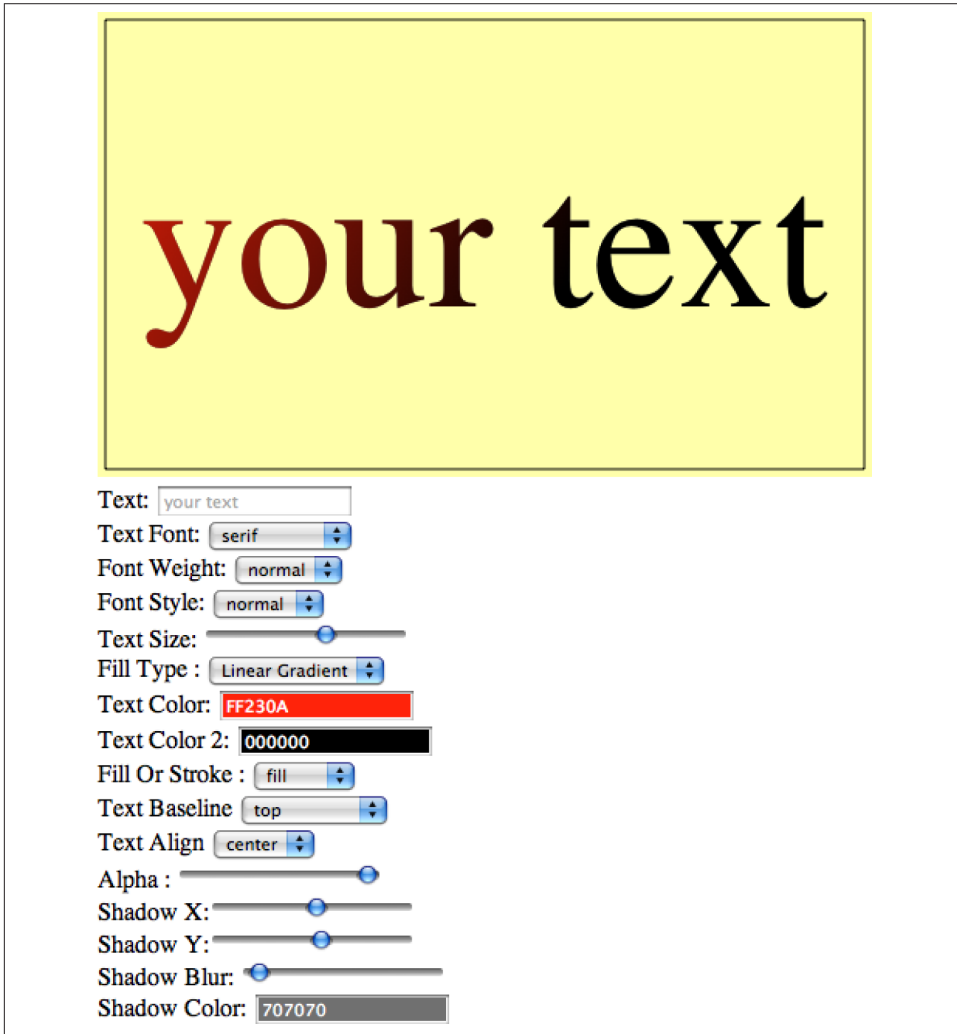 your text
Text: your text
Text Font: serif
Font Weight: normal
Font Style: normal
Text Size:
Fill Type : Linear Gradient
Text Color: FF230A
Text Color 2: 000000
Fill Or Stroke : fill
Text Baseline top
Text Align center
Alpha :
Shadow X:
Shadow Y:
Shadow Blur:
Shadow Color: 707070